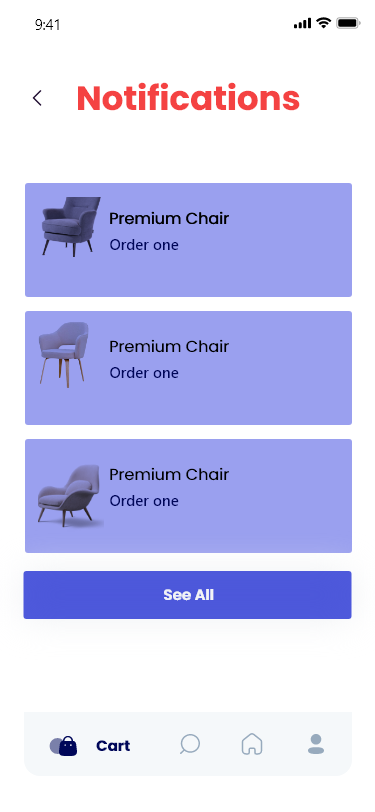 9:41
Notifications
Premium Chair
Order one
Premium Chair
Order one
Premium Chair
Order one
See All
Cart